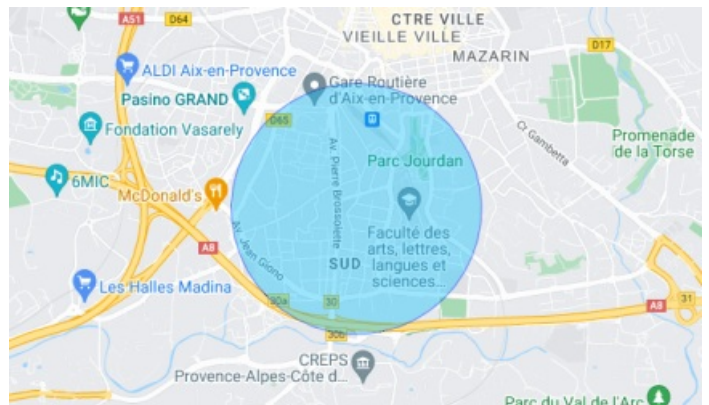 A51
D64
CTRE VILLE
VIEILLE VILLE
MAZARIN
D17
ALDI Aix-en-Provence
Gare Routière
d'Aix-en-Provence
Pasino GRAND
D65
Fondation Vasarely
Cr Gambetta
Promenade
de la Torse
Av. Pierre Brossolette
Parc Jourdan
6MIC
McDonald's
Faculté des
arts, lettres,
langues et
sciences...
Av. Jean Giono
A8
SUD
Les Halles Madina
30a
30
A8
31
30b
CREPS
Provence-Alpes-Côte d...
Parc du Val de l'Arc